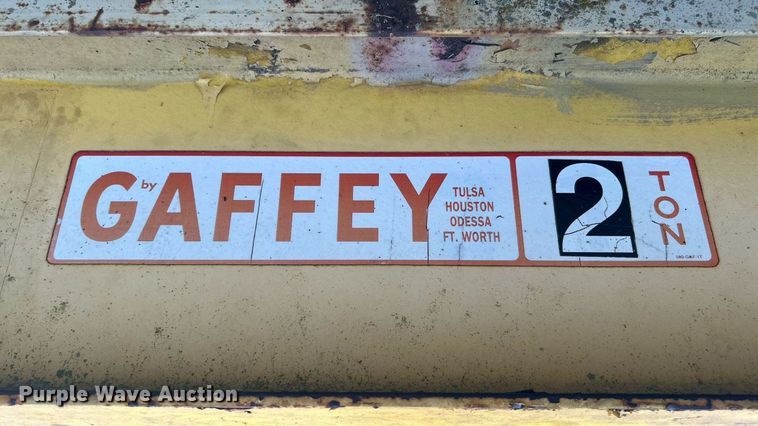 by
GAFFEY
TULSA
HOUSTON
ODESSA
FT. WORTH
2
TON
Purple Wave Auction